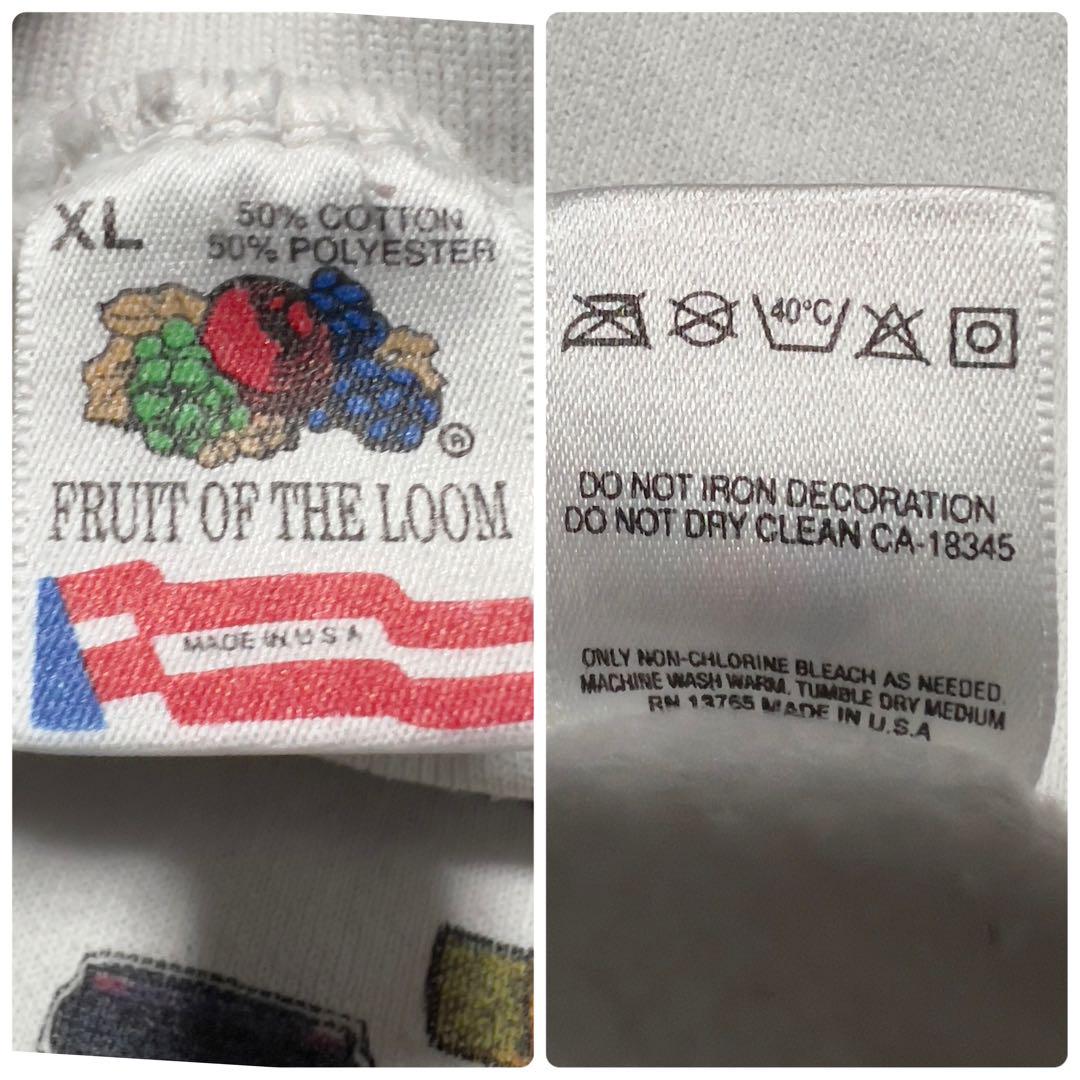 XL
50% COTTON
50% POLYESTER
®
FRUIT OF THE LOOM
MADE IN U S A
40°C
DO NOT IRON DECORATION
DO NOT DRY CLEAN CA-18345
ONLY NON-CHLORINE BLEACH AS NEEDED
MACHINE WASH WARM, TUMBLE DRY MEDIUM
RN 13765 MADE IN U.S.A